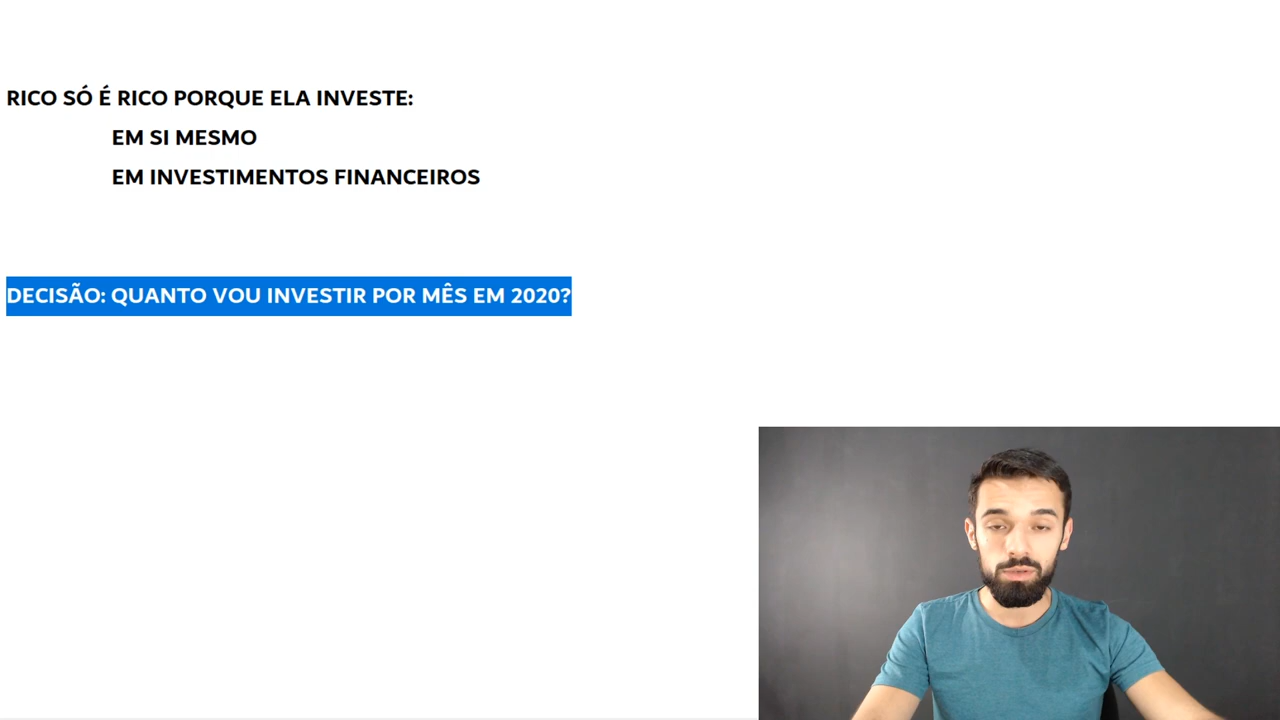 RICO SÓ É RICO PORQUE ELA INVESTE:
EM SI MESMO
EM INVESTIMENTOS FINANCEIROS
DECISÃO: QUANTO VOU INVESTIR POR MÊS EM 2020?